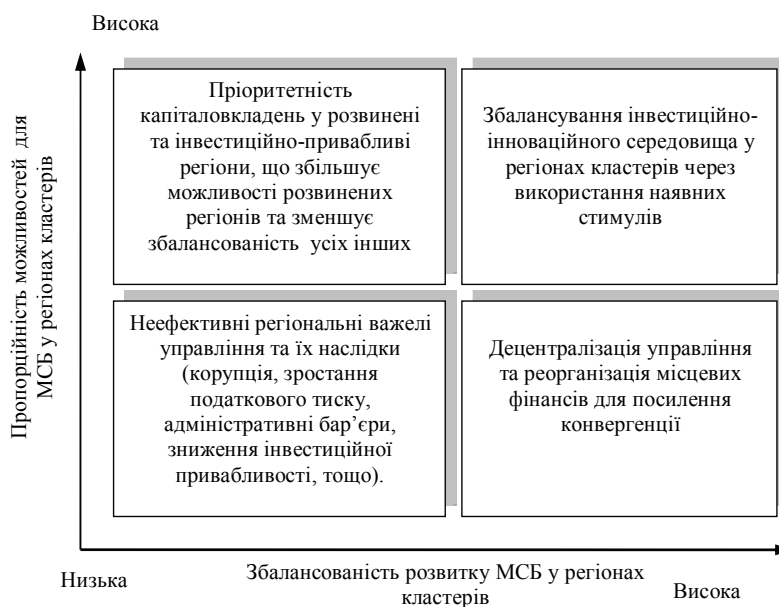 Висока
Пропорційність можливостей для
МСБ у регіонах кластерів
Пріоритетність
капіталовкладень у розвинені
та інвестиційно-привабливі
регіони, що збільшує
можливості розвинених
регіонів та зменшує
збалансованість усіх інших
Збалансування інвестиційно-
інноваційного середовища у
регіонах кластерів через
використання наявних
стимулів
Неефективні регіональні важелі
управління та їх наслідки
(корупція, зростання
податкового тиску,
адміністративні бар’єри,
зниження інвестиційної
привабливості, тощо).
Децентралізація управління
та реорганізація місцевих
фінансів для посилення
конвергенції
Низька
Збалансованість розвитку МСБ у регіонах
кластерів
Висока